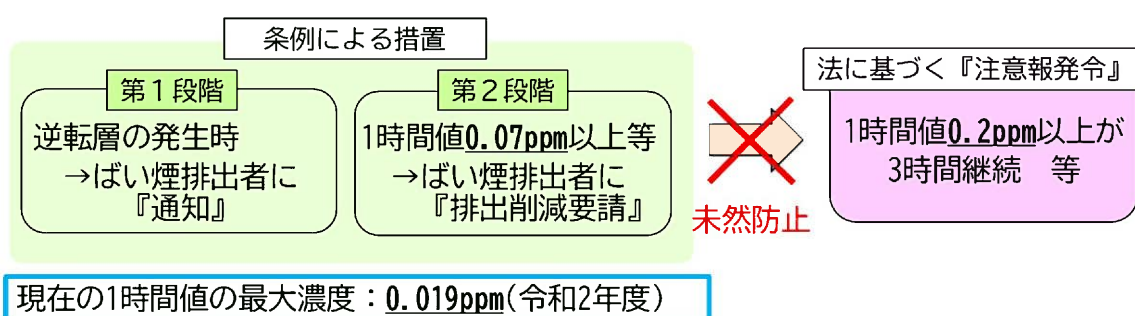 条例による措置
第1段階
逆転層の発生時
→ばい煙排出者に
『通知』
第2段階
1時間値0.07ppm以上等
→ばい煙排出者に
『排出削減要請』
未然防止
法に基づく『注意報発令』
1時間値0.2ppm以上が
3時間継続 等
現在の1時間値の最大濃度：0.019ppm(令和2年度)